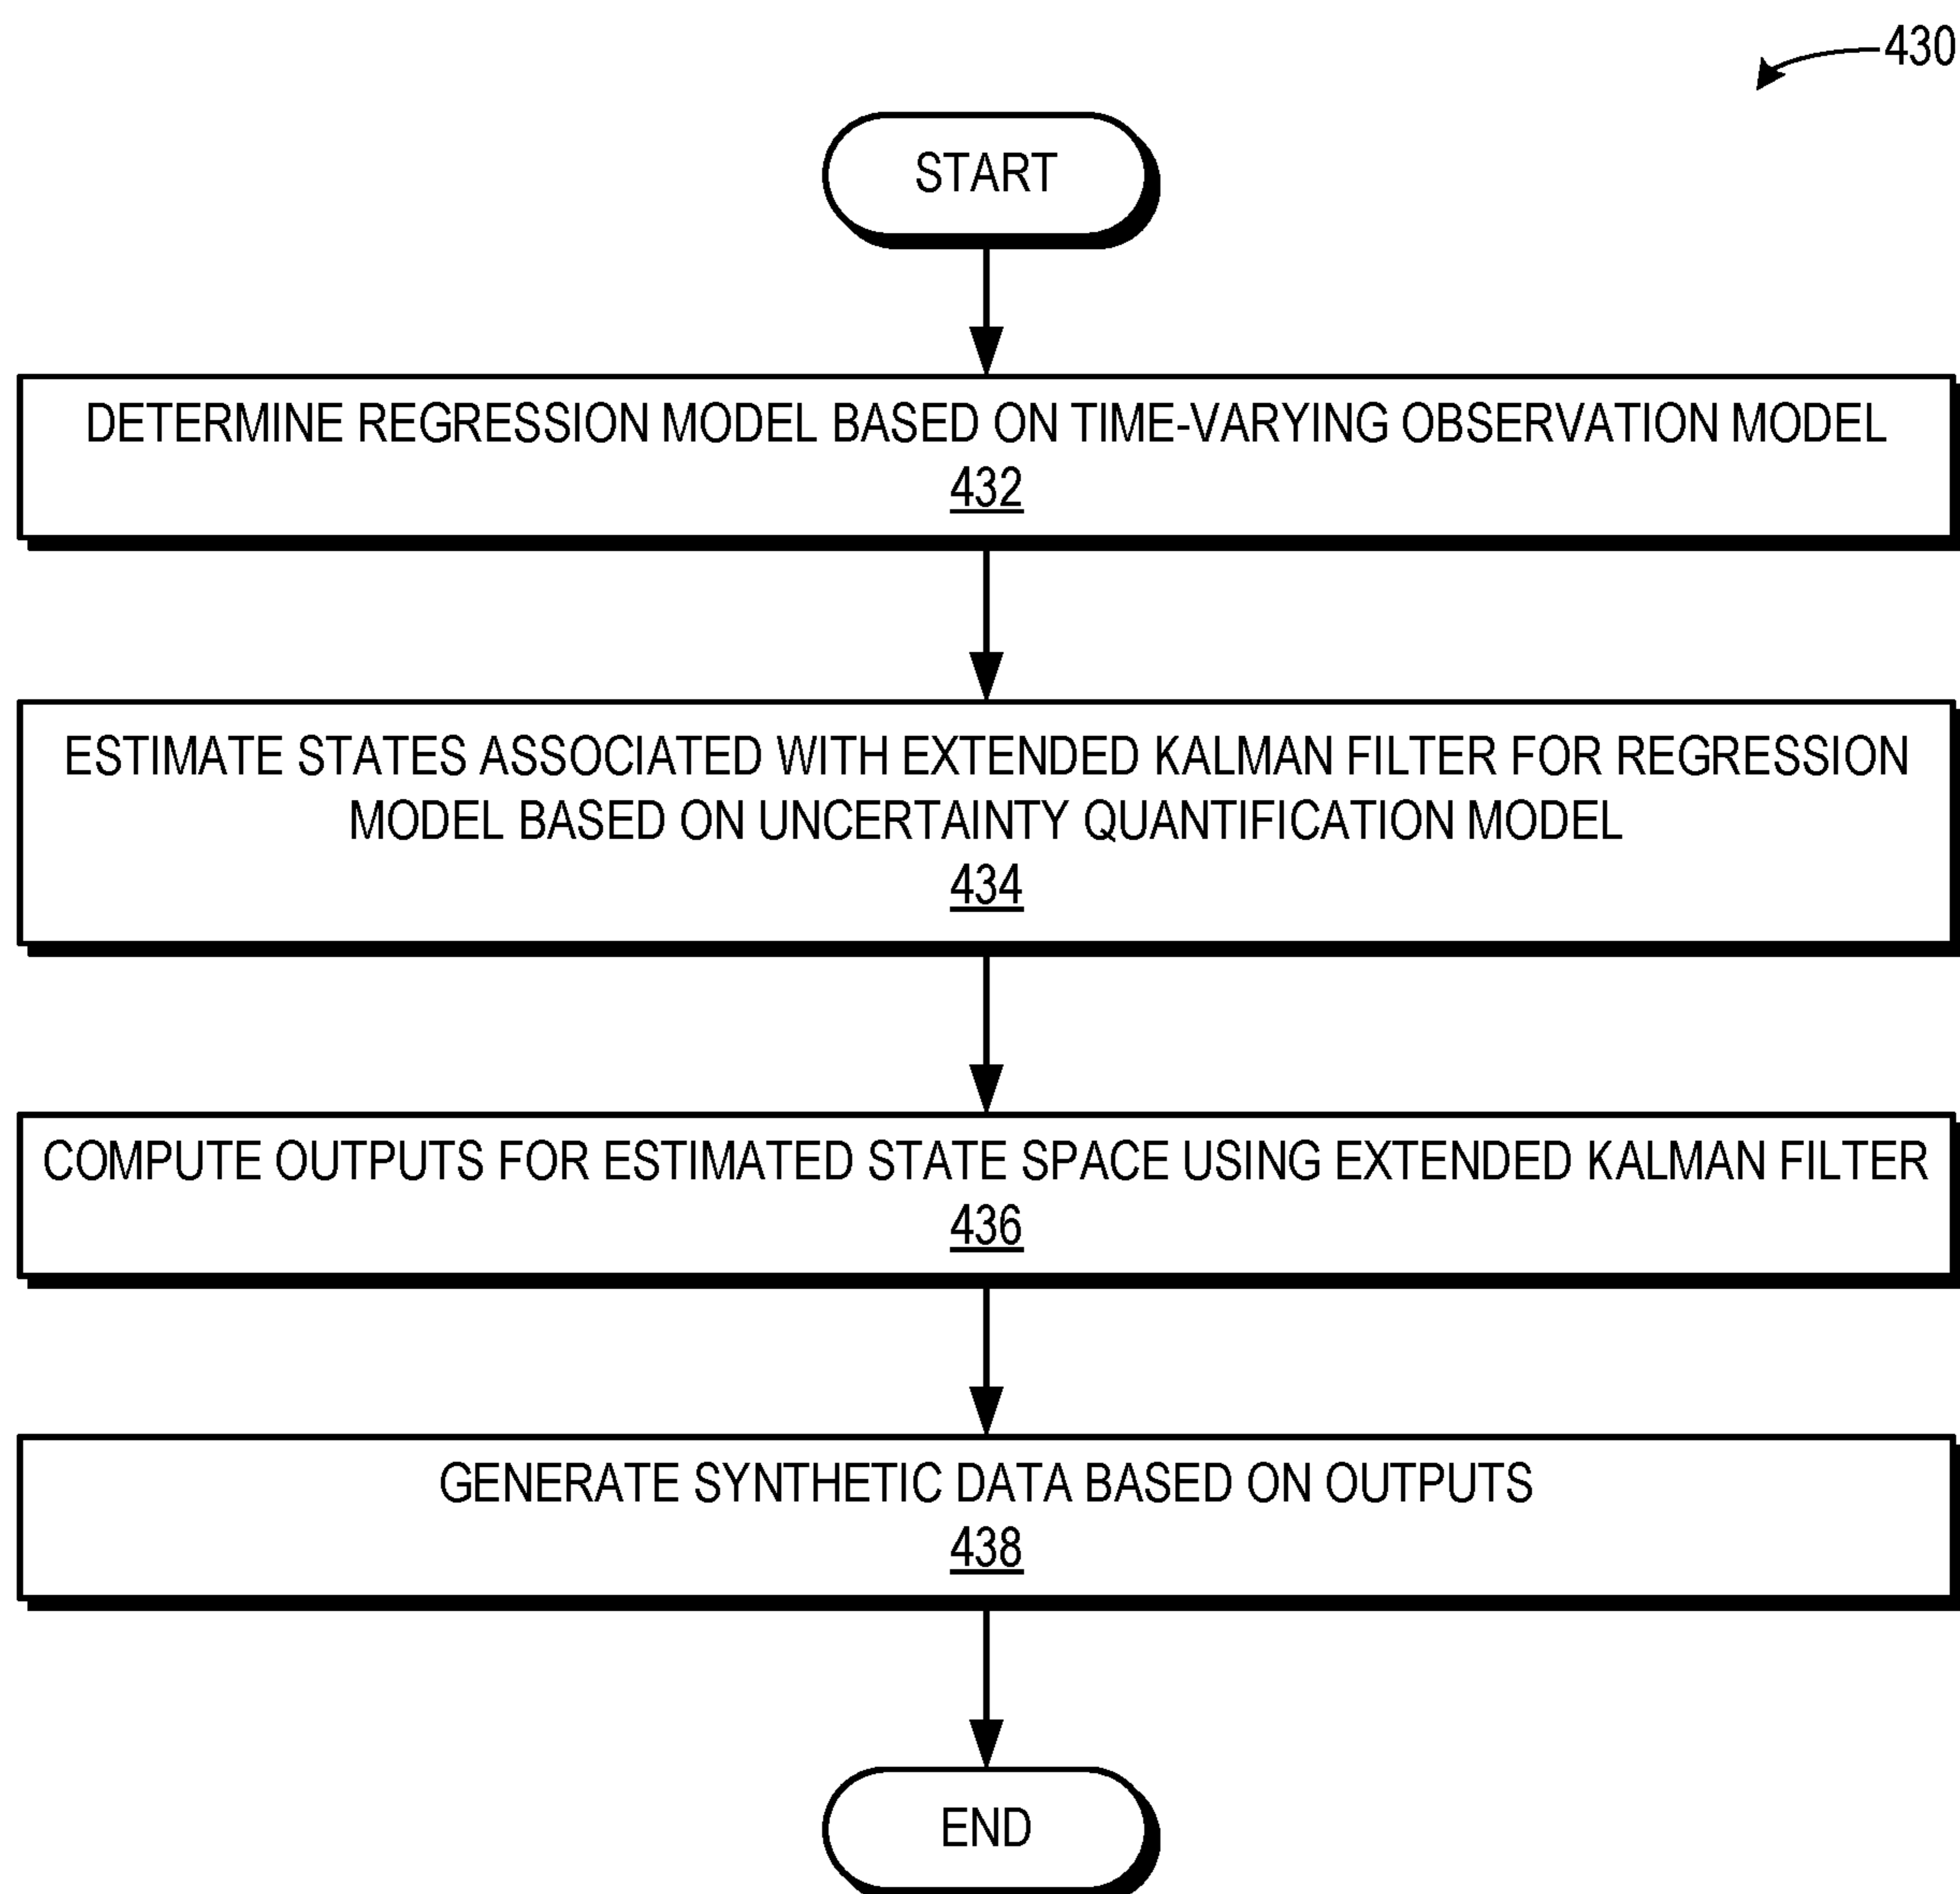 430
START
DETERMINE REGRESSION MODEL BASED ON TIME-VARYING OBSERVATION MODEL
432
ESTIMATE STATES ASSOCIATED WITH EXTENDED KALMAN FILTER FOR REGRESSION
MODEL BASED ON UNCERTAINTY QUANTIFICATION MODEL
434
COMPUTE OUTPUTS FOR ESTIMATED STATE SPACE USING EXTENDED KALMAN FILTER
436
GENERATE SYNTHETIC DATA BASED ON OUTPUTS
438
END